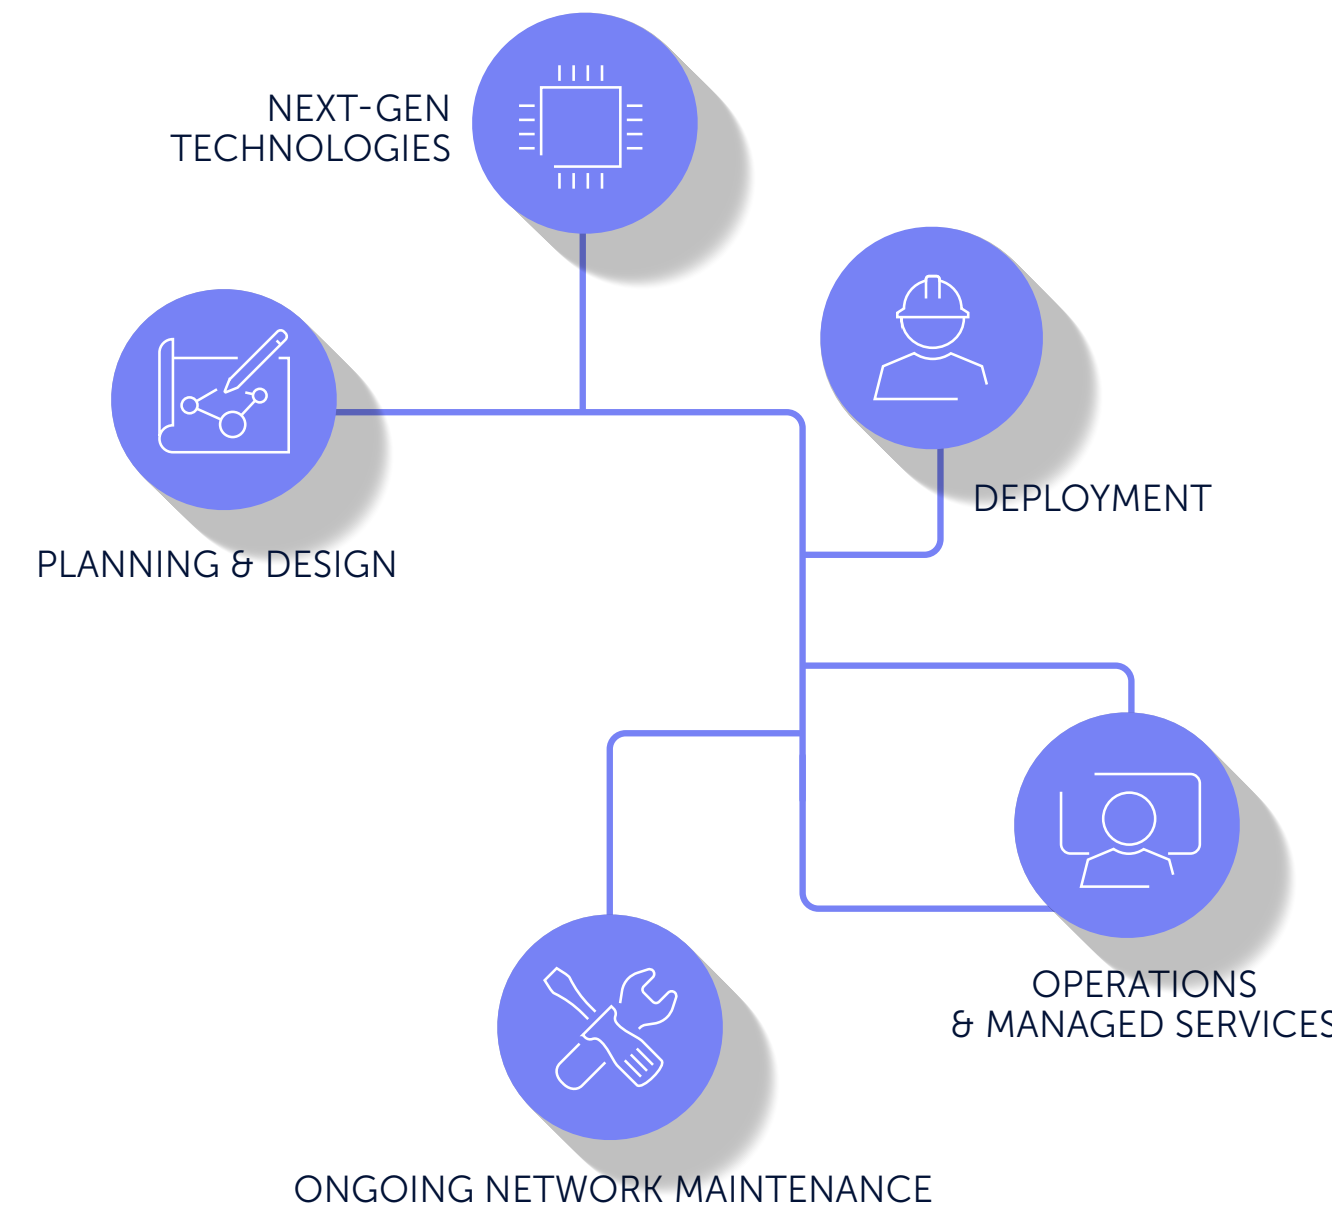 NEXT-GEN
TECHNOLOGIES
DEPLOYMENT
PLANNING & DESIGN
OPERATIONS
& MANAGED SERVICES
ONGOING NETWORK MAINTENANCE